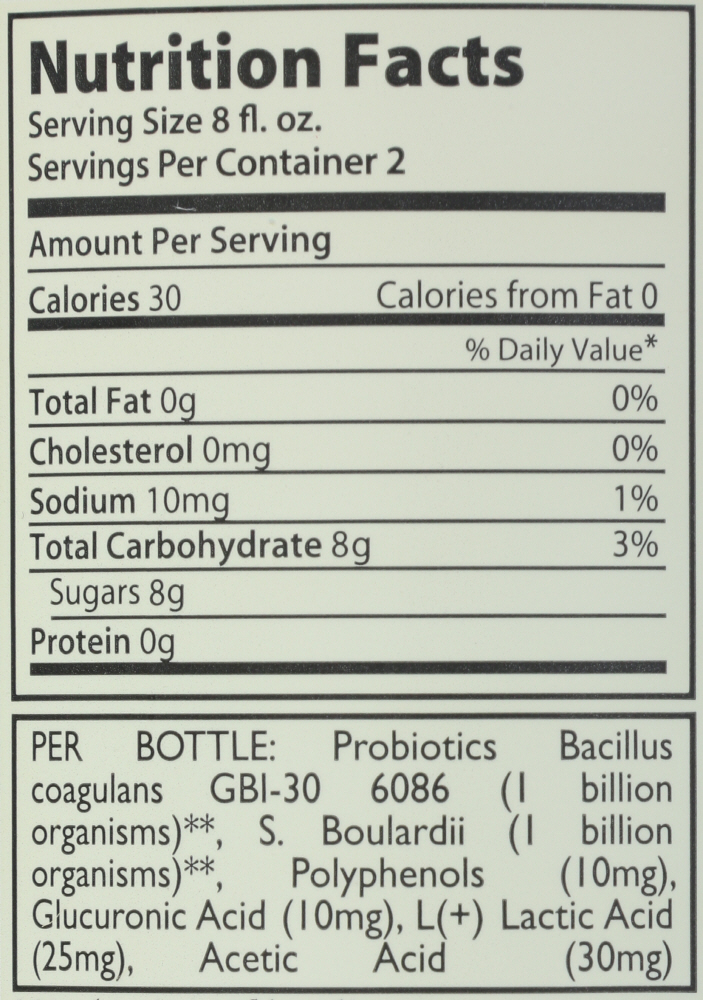 Nutrition Facts
Serving Size 8 fl. oz.
Servings Per Container 2
Amount Per Serving
Calories 30 Calories from Fat 0
% Daily Value*
Total Fat 0g 0%
Cholesterol 0mg 0%
Sodium 10mg 1%
Total Carbohydrate 8g 3%
Sugars 8g
Protein 0g
PER BOTTLE: Probiotics Bacillus
coagulans GBI-30 6086 (1 billion
organisms)**, S. Boulardii (1 billion
organisms)**, Polyphenols (10mg),
Glucuronic Acid (10mg), L(+) Lactic Acid
(25mg), Acetic Acid (30mg)